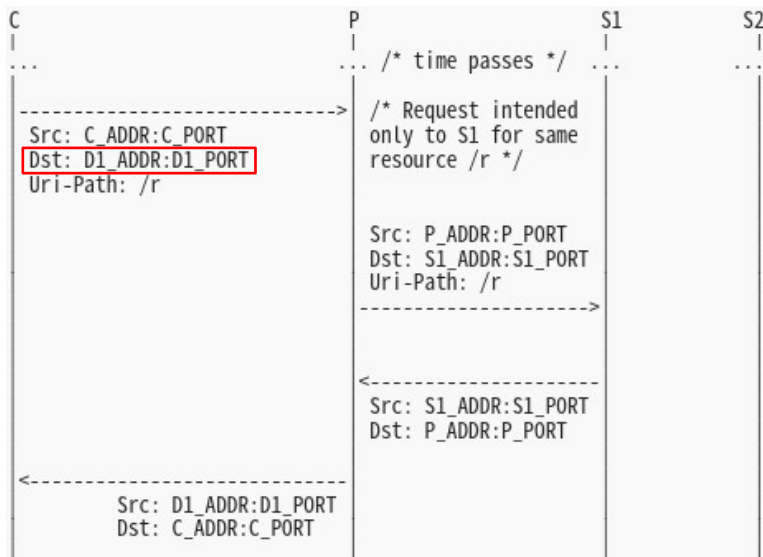 C P S1 S2
... ... /* time passes */ ... ...
/* Request intended
Src: C_ADDR:C_PORT only to S1 for same
Dst: D1_ADDR:D1_PORT resource /r */
Uri-Path: /r
Src: P_ADDR:P_PORT
Dst: S1_ADDR:S1_PORT
Uri-Path: /r
Src: S1_ADDR:S1_PORT
Dst: P_ADDR:P_PORT
Src: D1_ADDR:D1_PORT
Dst: C_ADDR:C_PORT